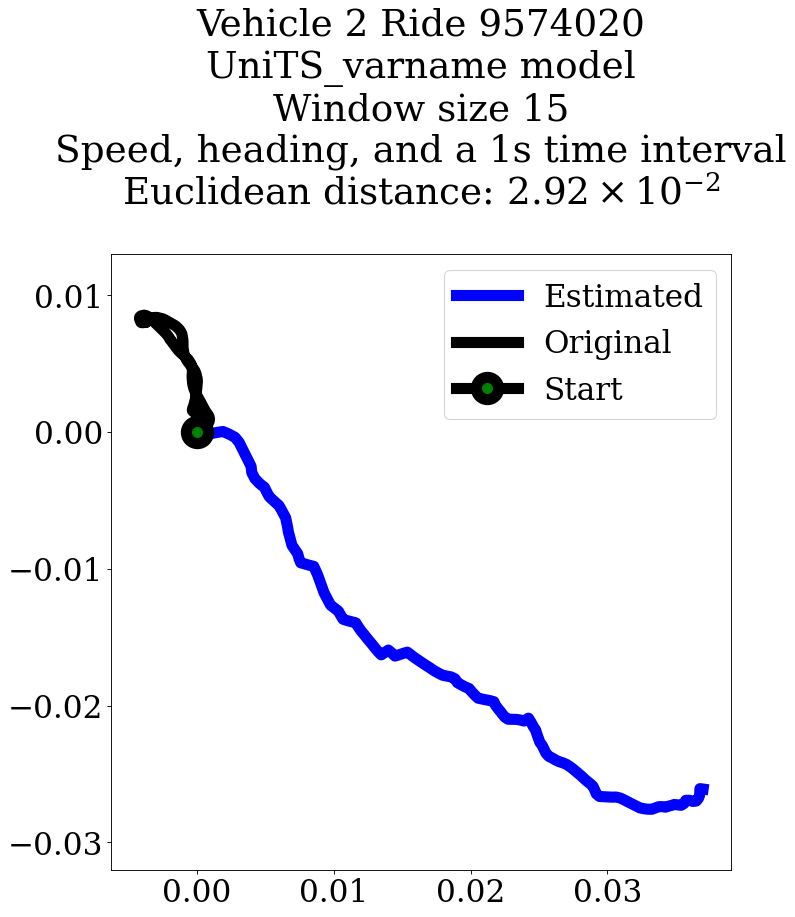 Vehicle 2 Ride 9574020
UniTS_varname model
Window size 15
Speed, heading, and a 1s time interval
Euclidean distance: 2.92 × 10⁻²
Estimated
Original
Start
0.01
0.00
−0.01
−0.02
−0.03
0.00 0.01 0.02 0.03